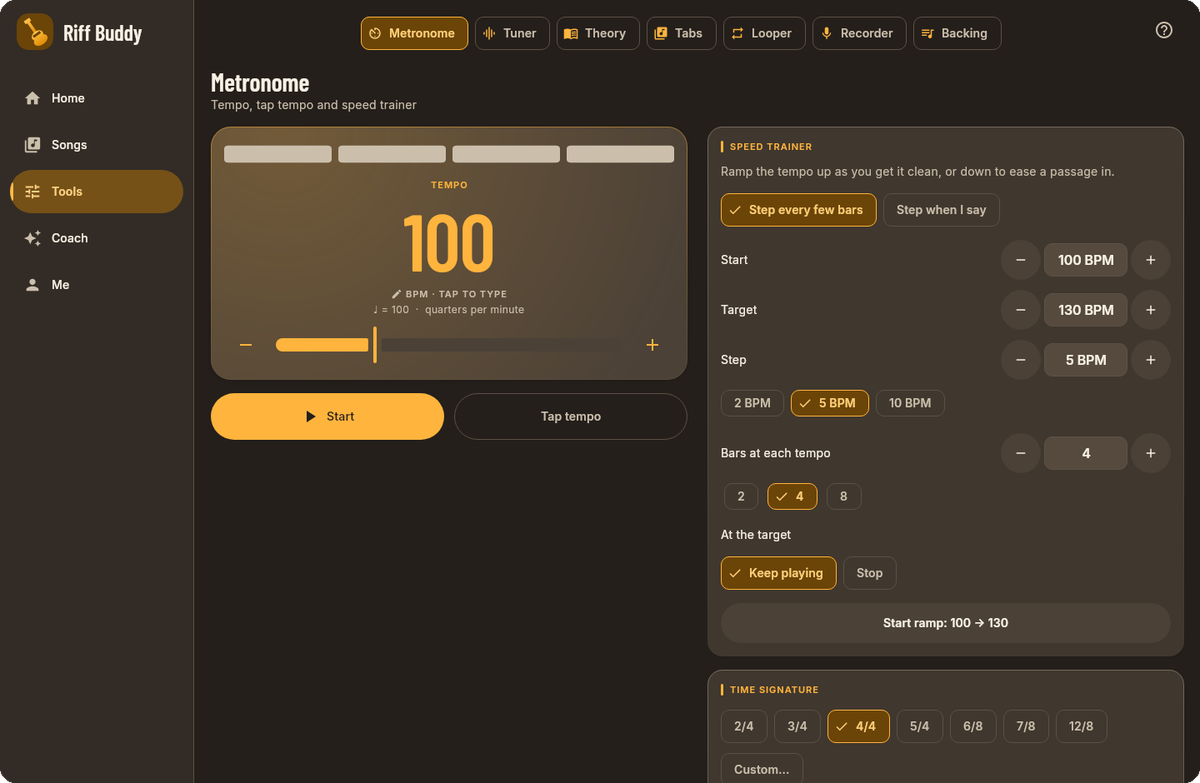 Riff Buddy
Home
Songs
Tools
Coach
Me
Metronome
Tuner
Theory
Tabs
Looper
Recorder
Backing
Metronome
Tempo, tap tempo and speed trainer
TEMPO
100
BPM · TAP TO TYPE
♩ = 100 · quarters per minute
Start
Tap tempo
SPEED TRAINER
Ramp the tempo up as you get it clean, or down to ease a passage in.
Step every few bars
Step when I say
Start
− 100 BPM +
Target
− 130 BPM +
Step
− 5 BPM +
2 BPM
5 BPM
10 BPM
Bars at each tempo
− 4 +
2
4
8
At the target
Keep playing
Stop
Start ramp: 100 → 130
TIME SIGNATURE
2/4
3/4
4/4
5/4
6/8
7/8
12/8
Custom...